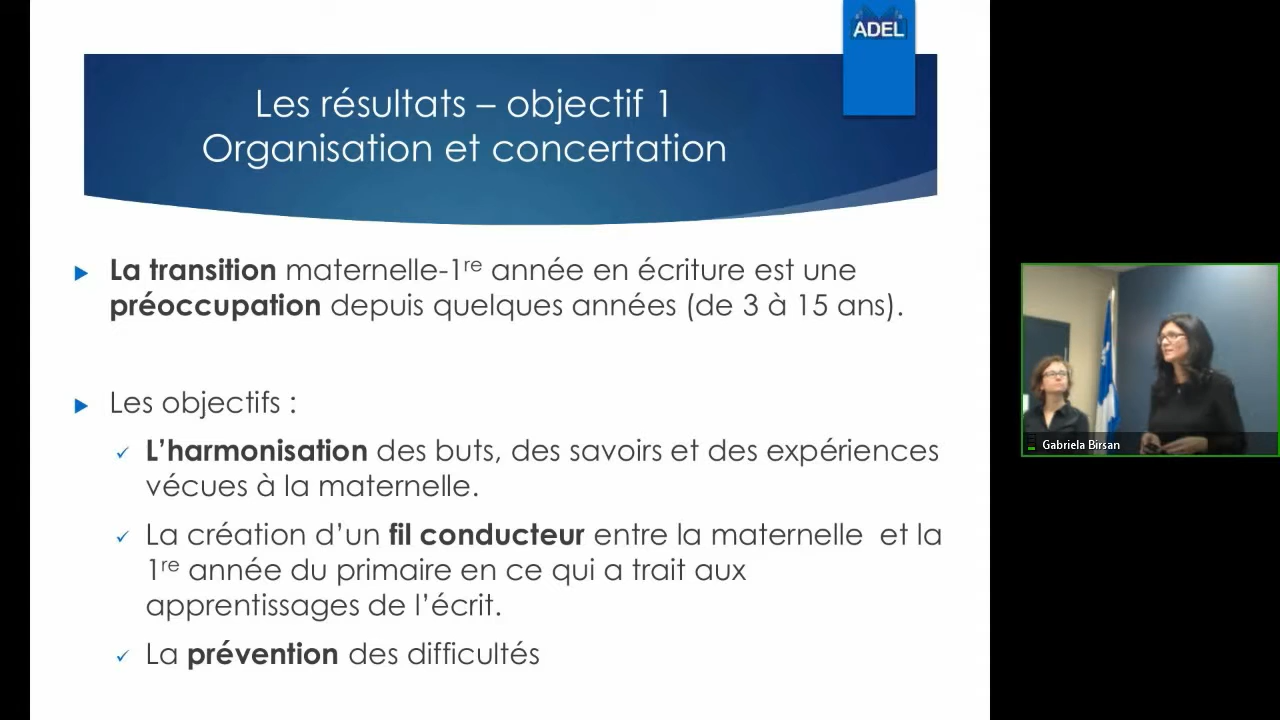 ADEL
Les résultats – objectif 1
Organisation et concertation
La transition maternelle-1re année en écriture est une
préoccupation depuis quelques années (de 3 à 15 ans).
Les objectifs :
L’harmonisation des buts, des savoirs et des expériences
vécues à la maternelle.
La création d’un fil conducteur entre la maternelle et la
1re année du primaire en ce qui a trait aux
apprentissages de l’écrit.
La prévention des difficultés
Gabriela Birsan